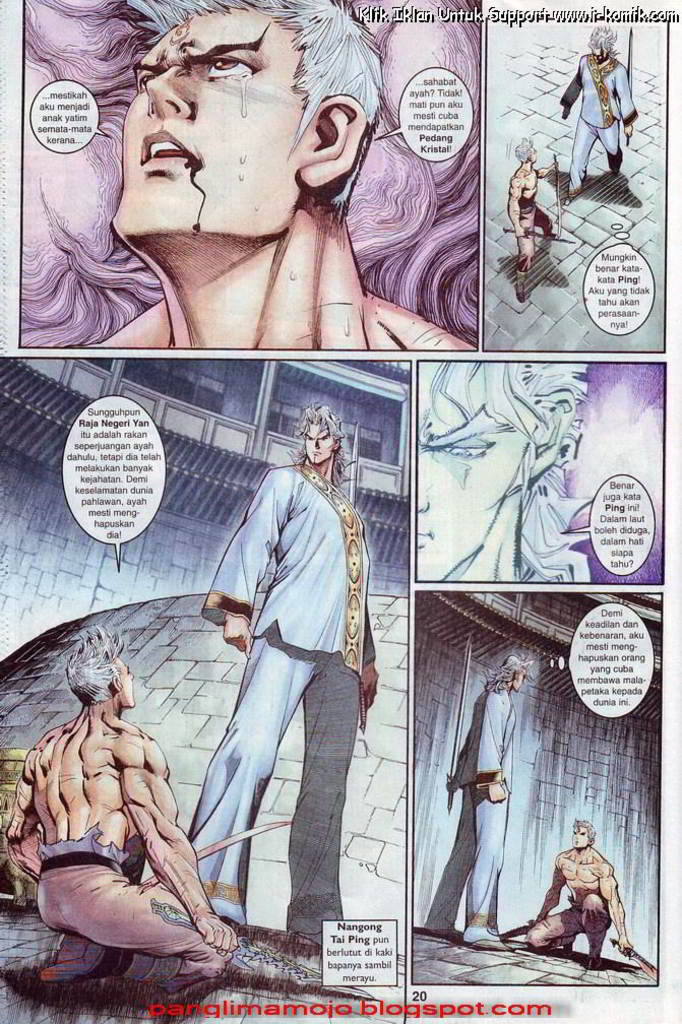 Klik Iklan Untuk Support www.i-komik.com
...mestikah
aku menjadi
anak yatim
semata-mata
kerana...
...sahabat
ayah? Tidak!
mati pun aku
mesti cuba
mendapatkan
Pedang
Kristal!
Mungkin
benar kata-
kata Ping!
Aku yang tidak
tahu akan
perasaan-
nya!
Sungguhpun
Raja Negeri Yan
itu adalah rakan
seperjuangan ayah
dahulu, tetapi dia telah
melakukan banyak
kejahatan. Demi
keselamatan dunia
pahlawan, ayah
mesti meng-
hapuskan
dia!
Benar
juga kata
Ping ini!
Dalam laut
boleh diduga,
dalam hati
siapa
tahu?
Demi
keadilan dan
kebenaran, aku
mesti meng-
hapuskan orang
yang cuba
membawa mala-
petaka kepada
dunia ini.
Nangong
Tai Ping pun
berlutut di kaki
bapanya sambil
merayu.
20
panglimamojo.blogspot.com